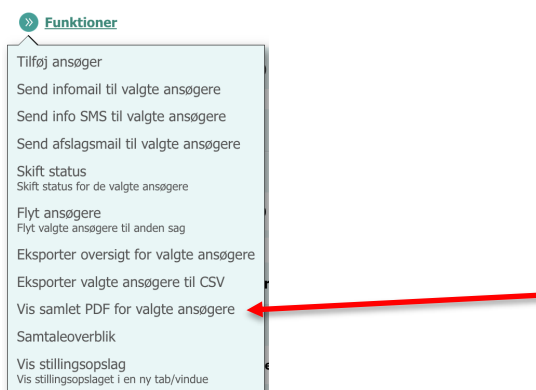 Funktioner
Tilføj ansøger
Send infomail til valgte ansøgere
Send info SMS til valgte ansøgere
Send afslagsmail til valgte ansøgere
Skift status
Skift status for de valgte ansøgere
Flyt ansøgere
Flyt valgte ansøgere til anden sag
Eksporter oversigt for valgte ansøgere
Eksporter valgte ansøgere til CSV
Vis samlet PDF for valgte ansøgere
Samtaleoverblik
Vis stillingsopslag
Vis stillingsopslaget i en ny tab/vindue